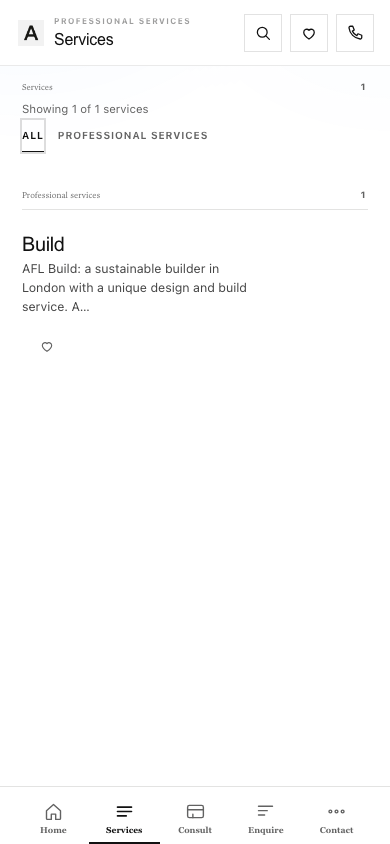 A
PROFESSIONAL SERVICES
Services
Services 1
Showing 1 of 1 services
ALL PROFESSIONAL SERVICES
Professional services 1
Build
AFL Build: a sustainable builder in
London with a unique design and build
service. A...
Home Services Consult Enquire Contact